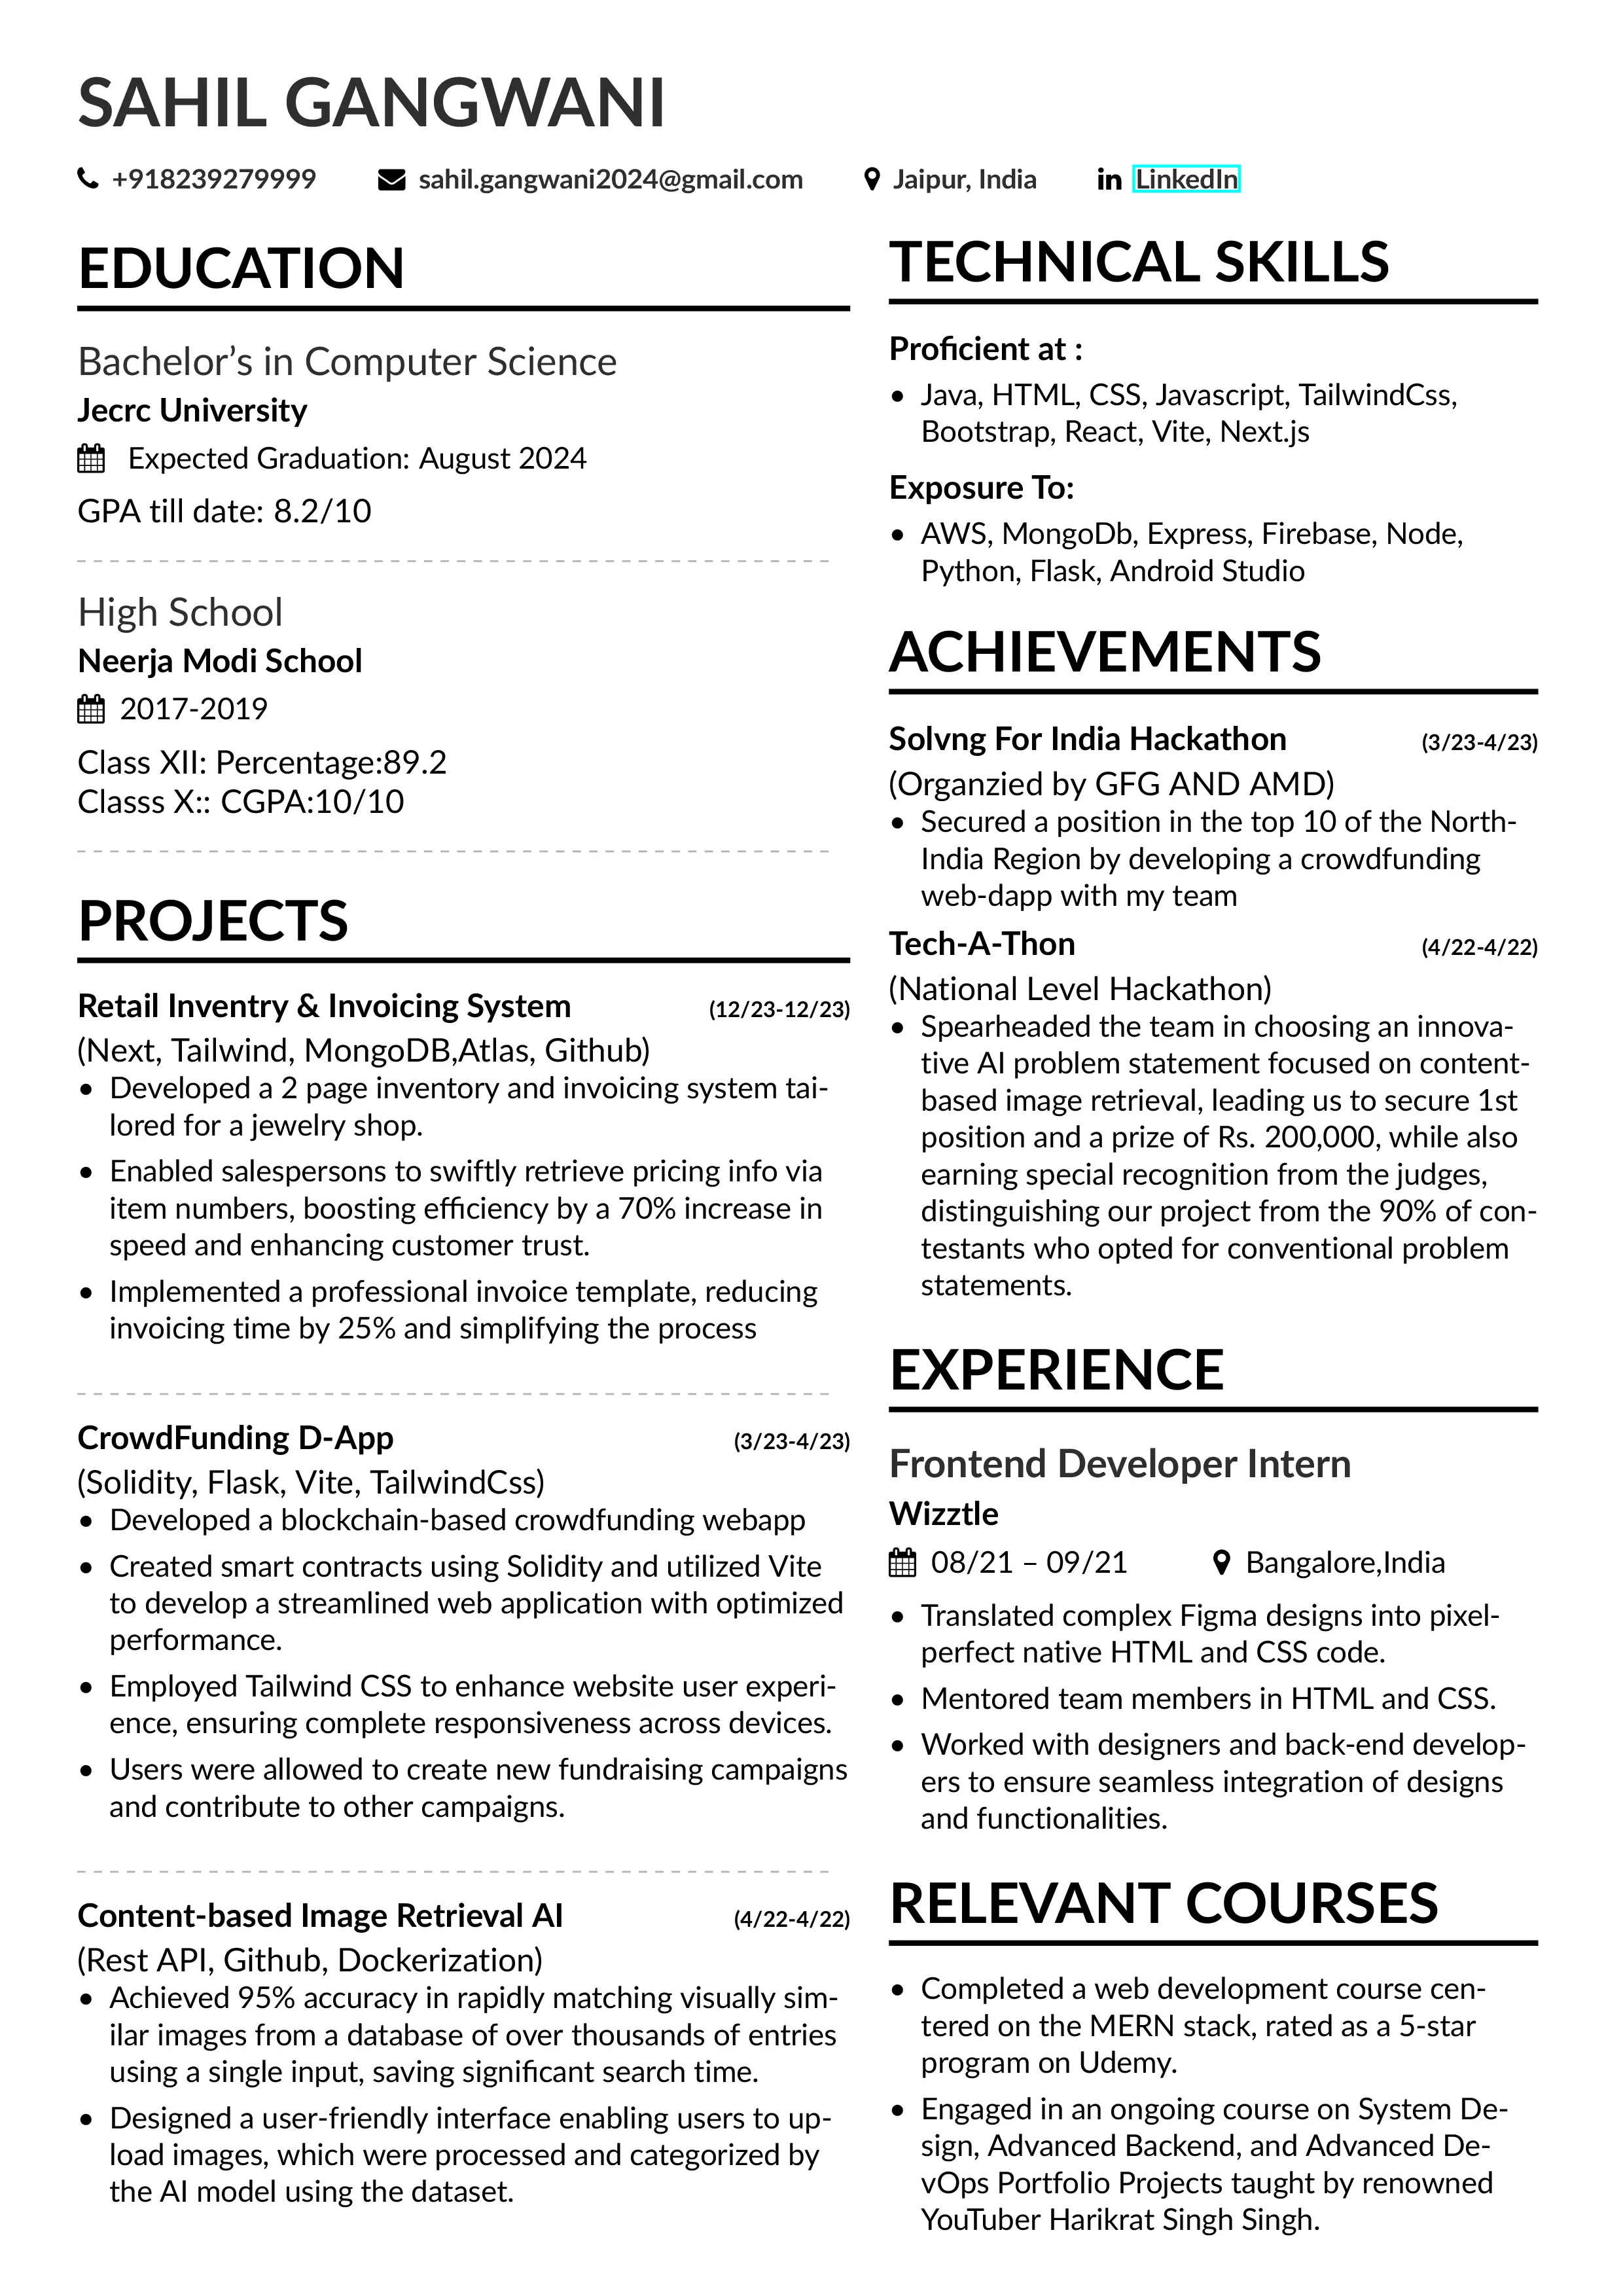 SAHIL GANGWANI
+918239279999 sahil.gangwani2024@gmail.com Jaipur, India in LinkedIn
EDUCATION
Bachelor's in Computer Science
Jecrc University
Expected Graduation: August 2024
GPA till date: 8.2/10
High School
Neerja Modi School
2017-2019
Class XII: Percentage:89.2
Classs X:: CGPA:10/10
PROJECTS
Retail Inventry & Invoicing System (12/23-12/23)
(Next, Tailwind, MongoDB,Atlas, Github)
• Developed a 2 page inventory and invoicing system tai-
lored for a jewelry shop.
• Enabled salespersons to swiftly retrieve pricing info via
item numbers, boosting efficiency by a 70% increase in
speed and enhancing customer trust.
• Implemented a professional invoice template, reducing
invoicing time by 25% and simplifying the process
CrowdFunding D-App (3/23-4/23)
(Solidity, Flask, Vite, TailwindCss)
• Developed a blockchain-based crowdfunding webapp
• Created smart contracts using Solidity and utilized Vite
to develop a streamlined web application with optimized
performance.
• Employed Tailwind CSS to enhance website user experi-
ence, ensuring complete responsiveness across devices.
• Users were allowed to create new fundraising campaigns
and contribute to other campaigns.
Content-based Image Retrieval AI (4/22-4/22)
(Rest API, Github, Dockerization)
• Achieved 95% accuracy in rapidly matching visually sim-
ilar images from a database of over thousands of entries
using a single input, saving significant search time.
• Designed a user-friendly interface enabling users to up-
load images, which were processed and categorized by
the AI model using the dataset.
TECHNICAL SKILLS
Proficient at :
• Java, HTML, CSS, Javascript, TailwindCss,
Bootstrap, React, Vite, Next.js
Exposure To:
• AWS, MongoDb, Express, Firebase, Node,
Python, Flask, Android Studio
ACHIEVEMENTS
Solvng For India Hackathon (3/23-4/23)
(Organzied by GFG AND AMD)
• Secured a position in the top 10 of the North-
India Region by developing a crowdfunding
web-dapp with my team
Tech-A-Thon (4/22-4/22)
(National Level Hackathon)
• Spearheaded the team in choosing an innova-
tive AI problem statement focused on content-
based image retrieval, leading us to secure 1st
position and a prize of Rs. 200,000, while also
earning special recognition from the judges,
distinguishing our project from the 90% of con-
testants who opted for conventional problem
statements.
EXPERIENCE
Frontend Developer Intern
Wizztle
08/21 – 09/21 Bangalore,India
• Translated complex Figma designs into pixel-
perfect native HTML and CSS code.
• Mentored team members in HTML and CSS.
• Worked with designers and back-end develop-
ers to ensure seamless integration of designs
and functionalities.
RELEVANT COURSES
• Completed a web development course cen-
tered on the MERN stack, rated as a 5-star
program on Udemy.
• Engaged in an ongoing course on System De-
sign, Advanced Backend, and Advanced De-
vOps Portfolio Projects taught by renowned
YouTuber Harikrat Singh Singh.